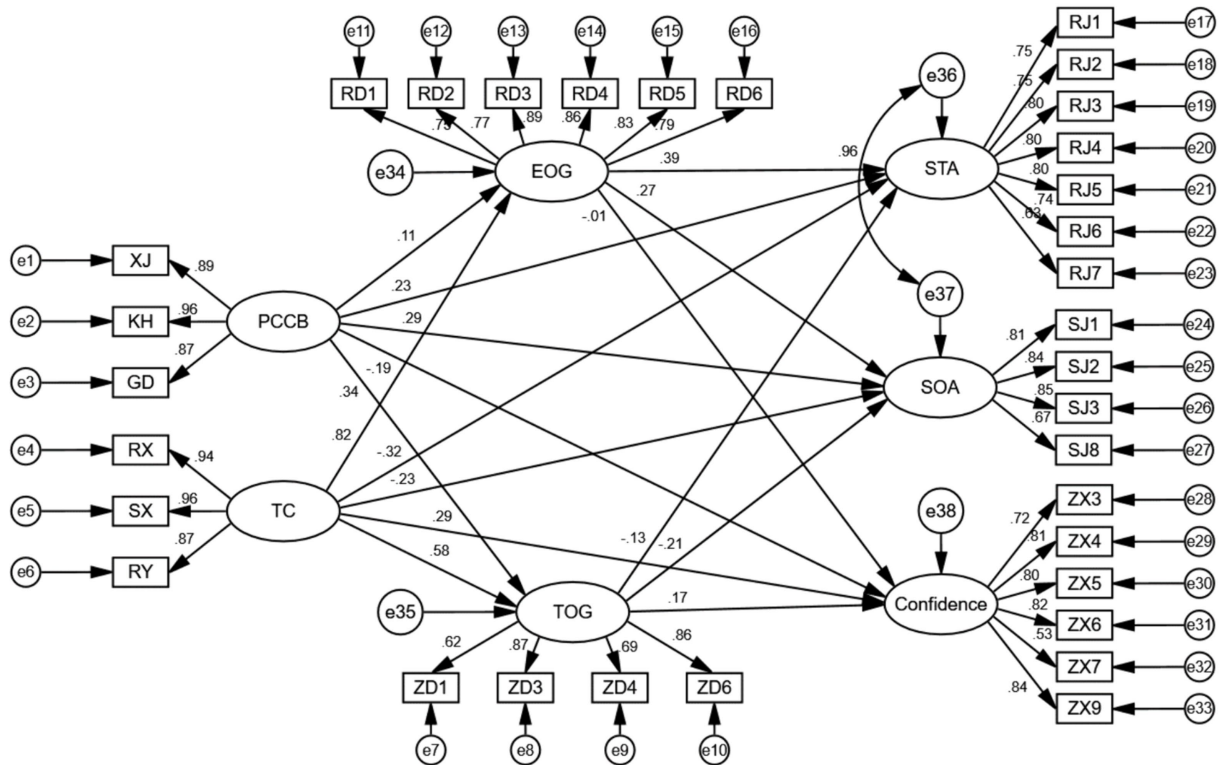 e11 e12 e13 e14 e15 e16
RD1 RD2 RD3 RD4 RD5 RD6
.75 .77 .89 .86 .83 .79
e34 EOG
.39 .96
.27
-.01
e36
STA
.75 RJ1 e17
.75 RJ2 e18
.80 RJ3 e19
.80 RJ4 e20
.80 RJ5 e21
.74 RJ6 e22
.63 RJ7 e23
e1 XJ .89
e2 KH .96 PCCB
e3 GD .87
.11
.23
.29
-.19
.34
e37
SOA
.81 SJ1 e24
.84 SJ2 e25
.85 SJ3 e26
.67 SJ8 e27
e4 RX .94
e5 SX .96 TC
e6 RY .87
.82
-.32
-.23
.29
.58
e38
Confidence
.72 ZX3 e28
.81 ZX4 e29
.80 ZX5 e30
.82 ZX6 e31
.53 ZX7 e32
.84 ZX9 e33
-.13 -.21
.17
e35 TOG
.62 .87 .69 .86
ZD1 ZD3 ZD4 ZD6
e7 e8 e9 e10